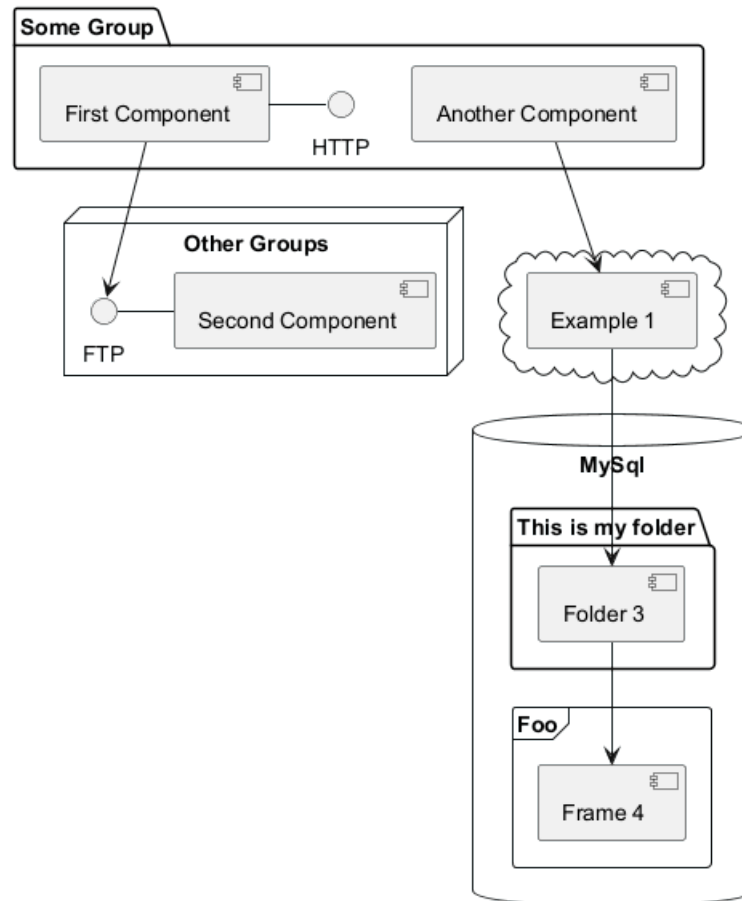 Some Group
First Component
HTTP
Another Component
Other Groups
FTP
Second Component
Example 1
MySql
This is my folder
Folder 3
Foo
Frame 4